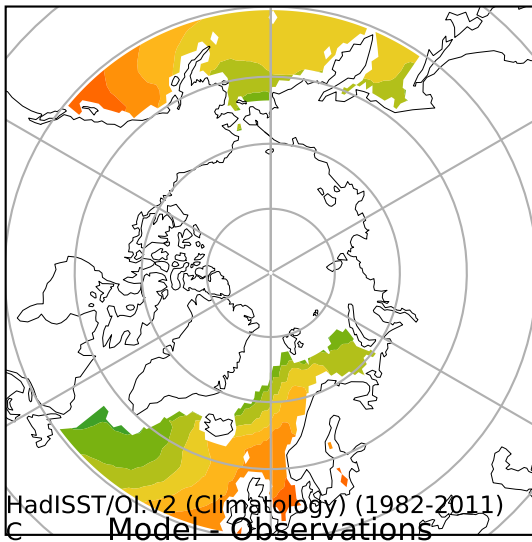 HadISST/OI.v2 (Climatology) (1982-2011)
C Model - Observations